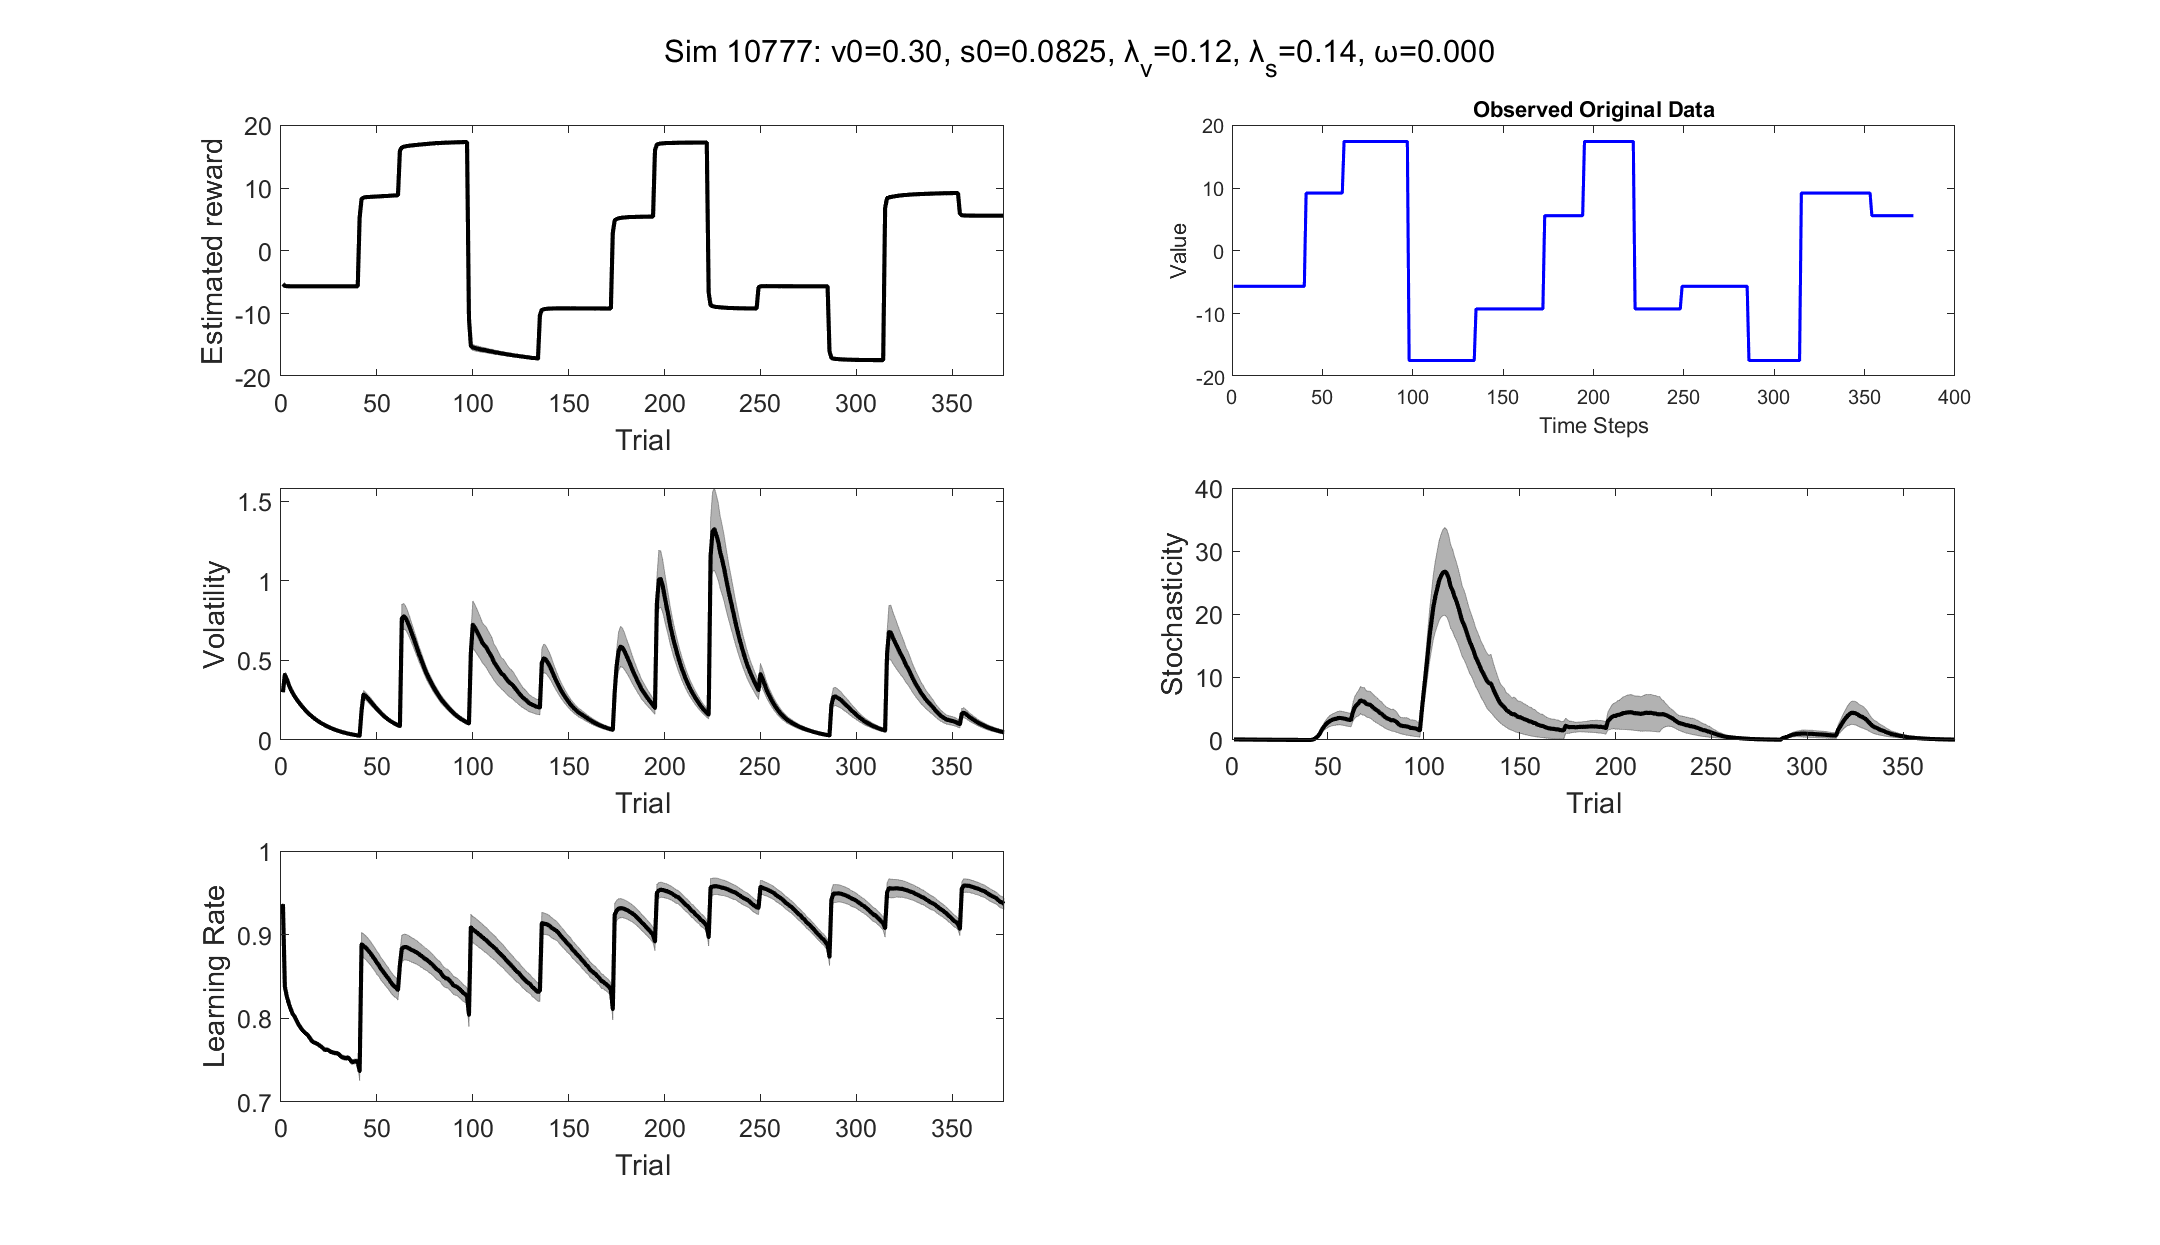 Sim 10777: v0=0.30, s0=0.0825, λv=0.12, λs=0.14, ω=0.000
20
10
0
-10
-20
Estimated reward
0 50 100 150 200 250 300 350
Trial
Observed Original Data
20
10
0
-10
-20
Value
0 50 100 150 200 250 300 350 400
Time Steps
1.5
1
0.5
0
Volatility
0 50 100 150 200 250 300 350
Trial
40
30
20
10
0
Stochasticity
0 50 100 150 200 250 300 350
Trial
1
0.9
0.8
0.7
Learning Rate
0 50 100 150 200 250 300 350
Trial